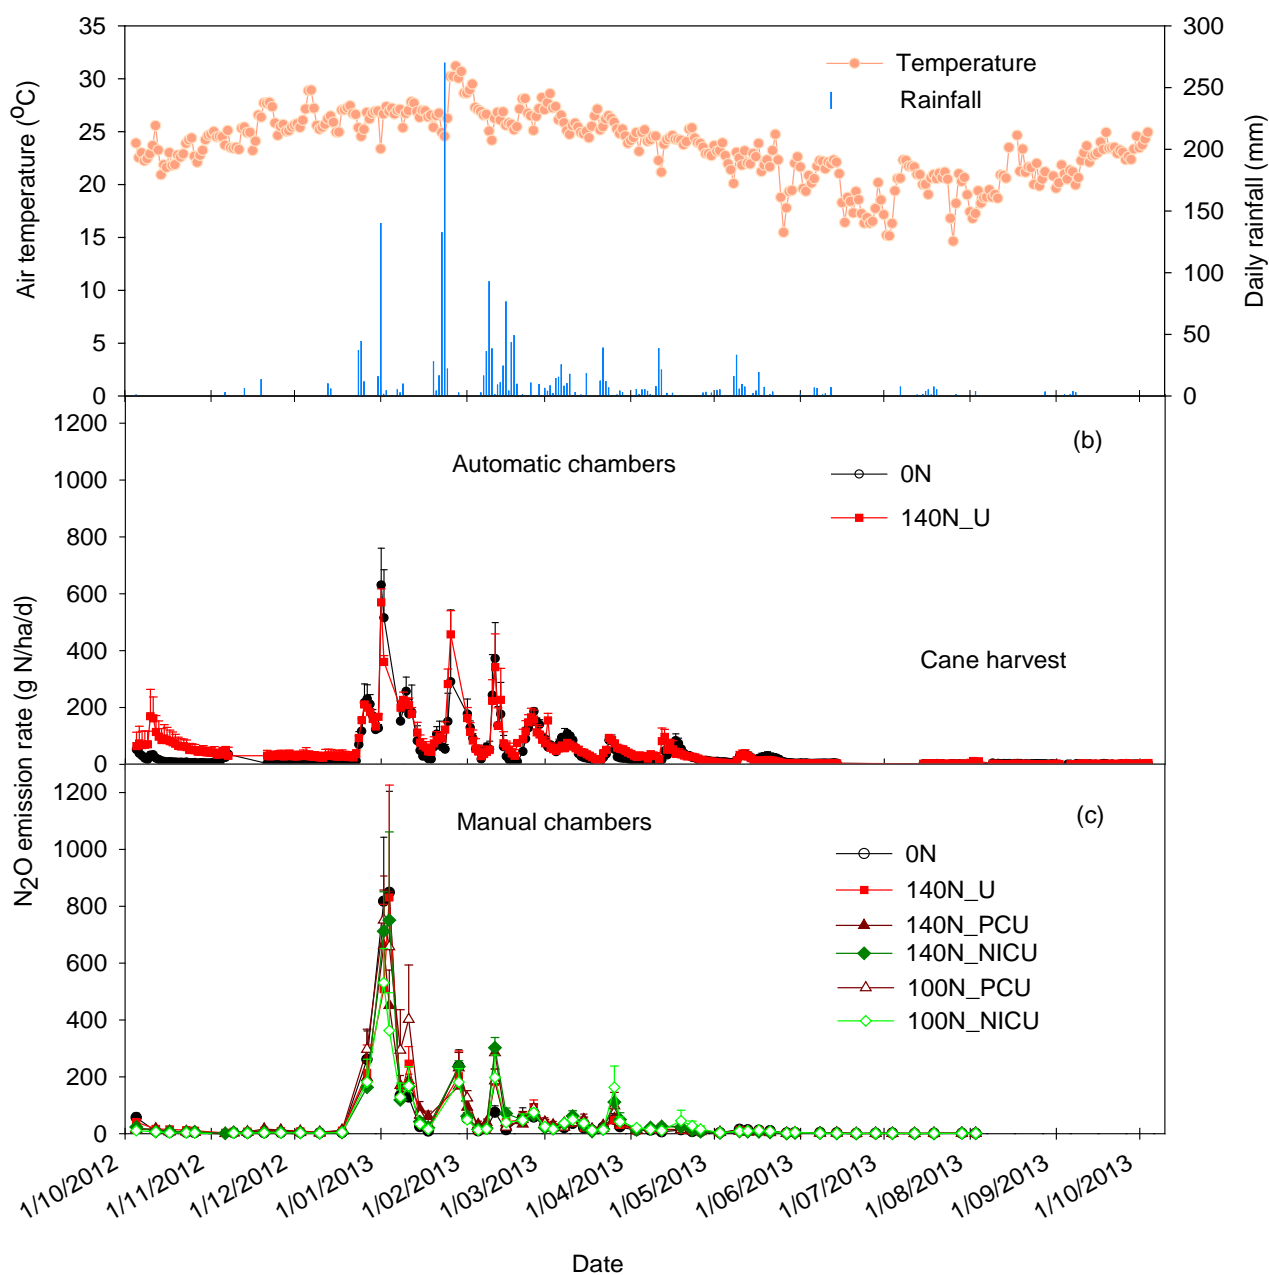 35
30
25
20
15
10
5
0
Air temperature (°C)
300
250
200
150
100
50
0
Daily rainfall (mm)
Temperature
Rainfall
1200
1000
800
600
400
200
0
(b)
Automatic chambers
0N
140N_U
Cane harvest
N2O emission rate (g N/ha/d)
1200
1000
800
600
400
200
0
(c)
Manual chambers
0N
140N_U
140N_PCU
140N_NICU
100N_PCU
100N_NICU
1/10/2012
1/11/2012
1/12/2012
1/01/2013
1/02/2013
1/03/2013
1/04/2013
1/05/2013
1/06/2013
1/07/2013
1/08/2013
1/09/2013
1/10/2013
Date